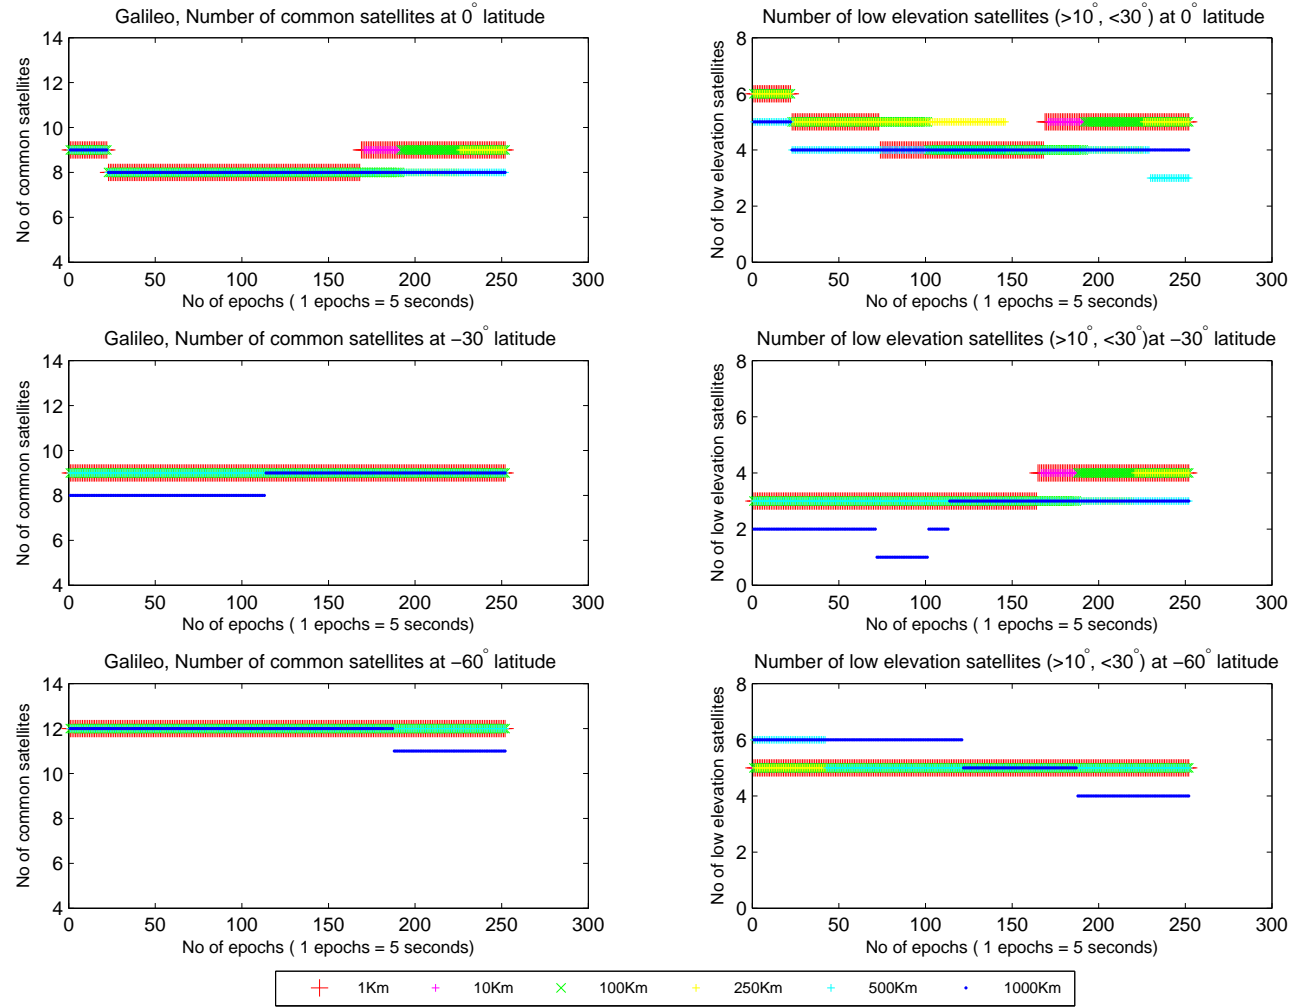 Galileo, Number of common satellites at 0° latitude
No of common satellites
14
12
10
8
6
4
0 50 100 150 200 250 300
No of epochs ( 1 epochs = 5 seconds)
Number of low elevation satellites (>10°, <30°) at 0° latitude
No of low elevation satellites
8
6
4
2
0
0 50 100 150 200 250 300
No of epochs ( 1 epochs = 5 seconds)
Galileo, Number of common satellites at −30° latitude
No of common satellites
14
12
10
8
6
4
0 50 100 150 200 250 300
No of epochs ( 1 epochs = 5 seconds)
Number of low elevation satellites (>10°, <30°)at −30° latitude
No of low elevation satellites
8
6
4
2
0
0 50 100 150 200 250 300
No of epochs ( 1 epochs = 5 seconds)
Galileo, Number of common satellites at −60° latitude
No of common satellites
14
12
10
8
6
4
0 50 100 150 200 250 300
No of epochs ( 1 epochs = 5 seconds)
Number of low elevation satellites (>10°, <30°) at −60° latitude
No of low elevation satellites
8
6
4
2
0
0 50 100 150 200 250 300
No of epochs ( 1 epochs = 5 seconds)
1Km 10Km 100Km 250Km 500Km 1000Km